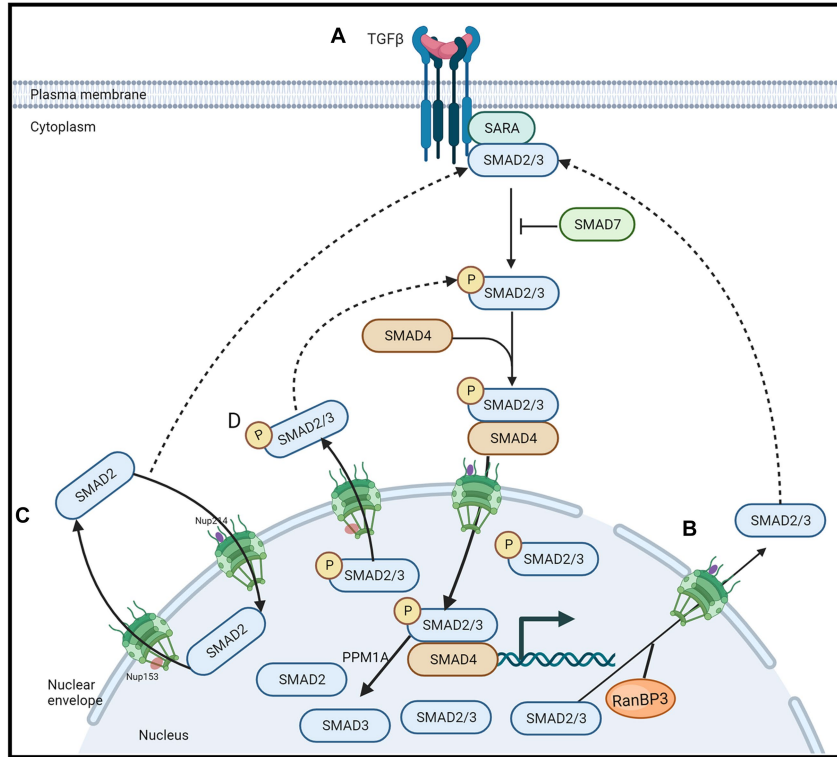 A
TGFβ
Plasma membrane
Cytoplasm
SARA
SMAD2/3
SMAD7
P
SMAD2/3
SMAD4
P
SMAD2/3
SMAD4
D
P
SMAD2/3
SMAD2
C
Nup214
SMAD2/3
B
P
SMAD2/3
P
SMAD2/3
P
SMAD2/3
SMAD4
SMAD2
PPM1A
Nup153
Nuclear
envelope
SMAD2
SMAD3
SMAD2/3
SMAD2/3
RanBP3
Nucleus